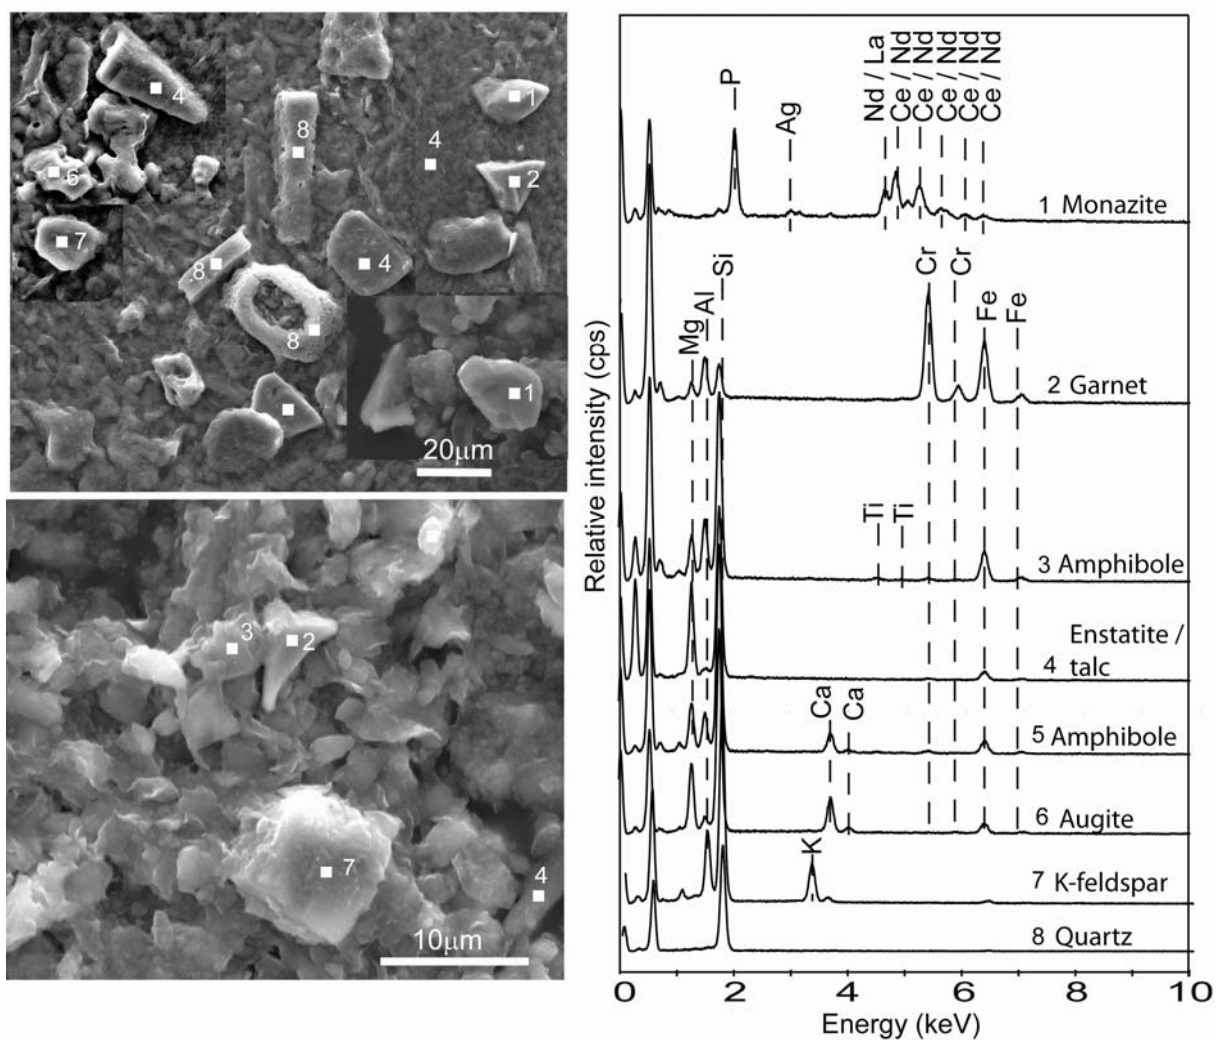 4
1
6
8
4
2
7
8
4
8
1
20μm
3
2
7
4
10μm
Relative intensity (cps)
P
Ag
Nd / La
Ce / Nd
Ce / Nd
Ce / Nd
Ce / Nd
Ce / Nd
1 Monazite
Mg
Al
Si
Cr
Cr
Fe
Fe
2 Garnet
Ti
Ti
3 Amphibole
Enstatite /
4 talc
Ca
Ca
5 Amphibole
6 Augite
K
7 K-feldspar
8 Quartz
0 2 4 6 8 10
Energy (keV)